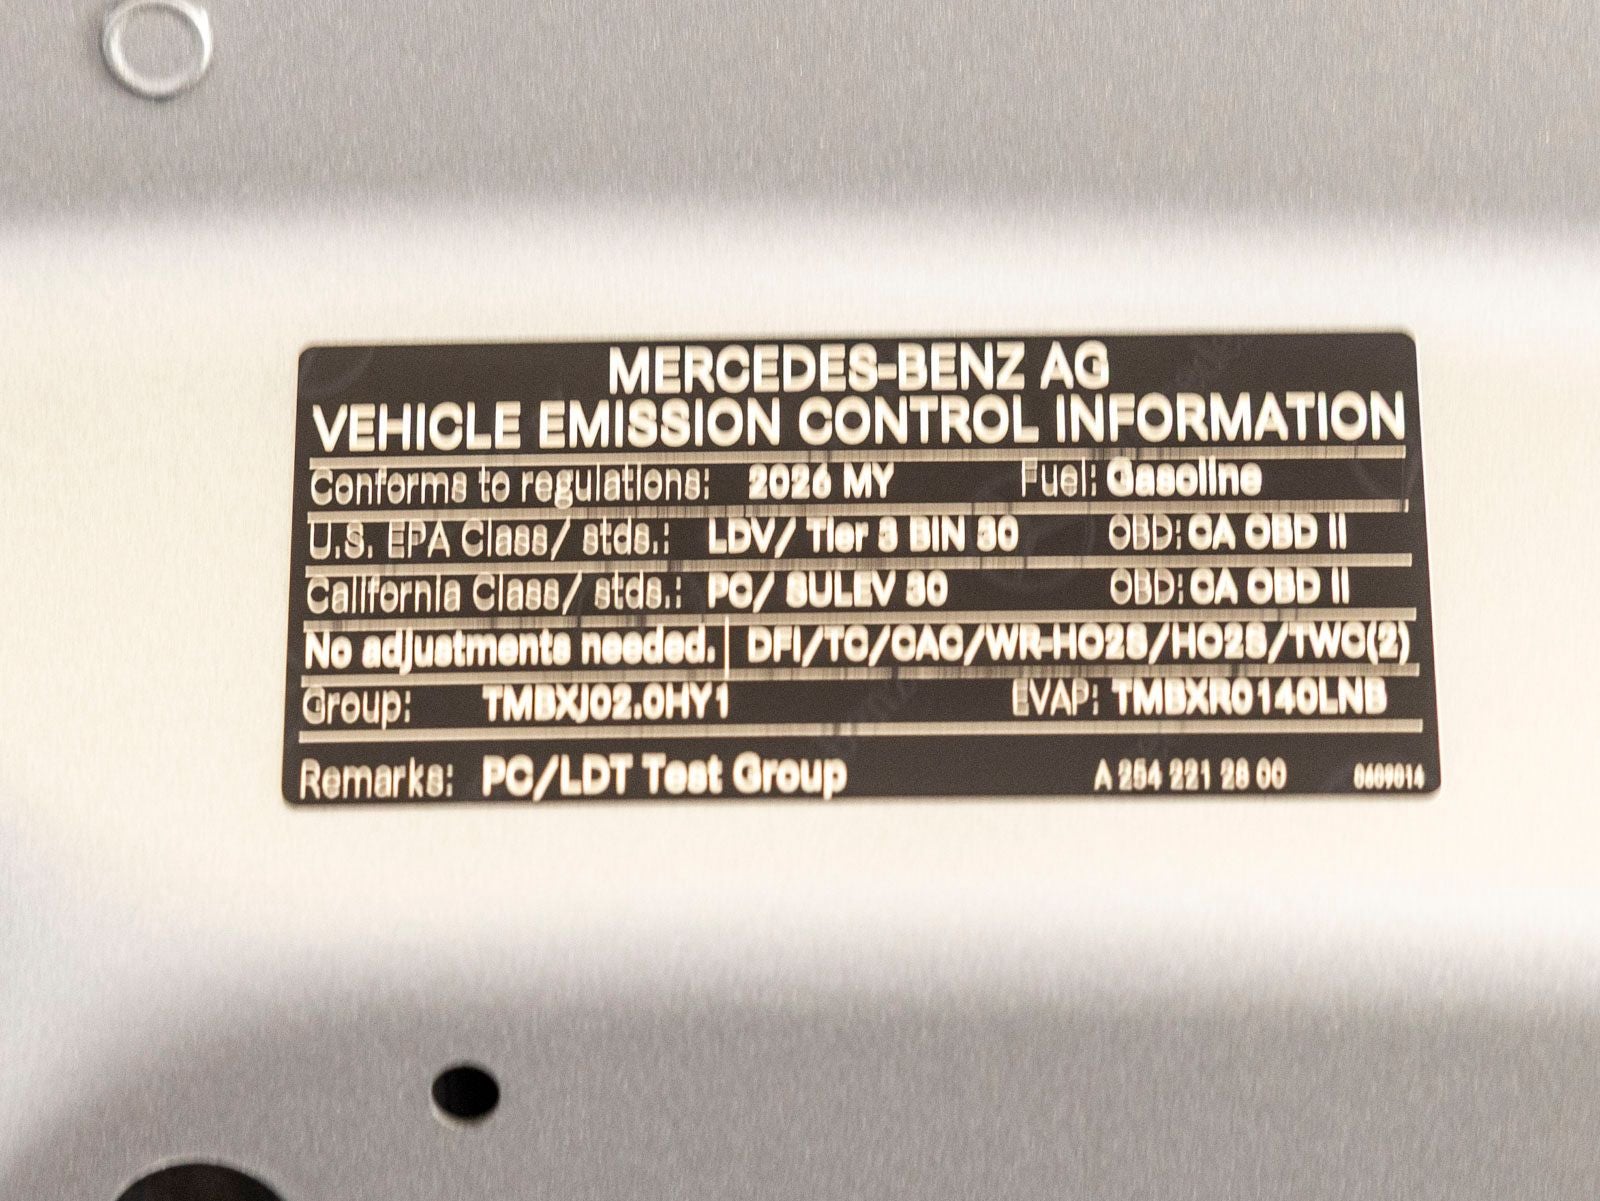 MERCEDES-BENZ AG
VEHICLE EMISSION CONTROL INFORMATION
Conforms to regulations: 2026 MY Fuel: Gasoline
U.S. EPA Class/ stds.: LDV/ Tier 3 BIN 30 OBD: CA OBD II
California Class/ stds.: PC/ SULEV 30 OBD: CA OBD II
No adjustments needed. DFI/TC/CAC/WR-HO2S/HO2S/TWC(2)
Group: TMBXJ02.0HY1 EVAP: TMBXR0140LNB
Remarks: PC/LDT Test Group A 254 221 28 00